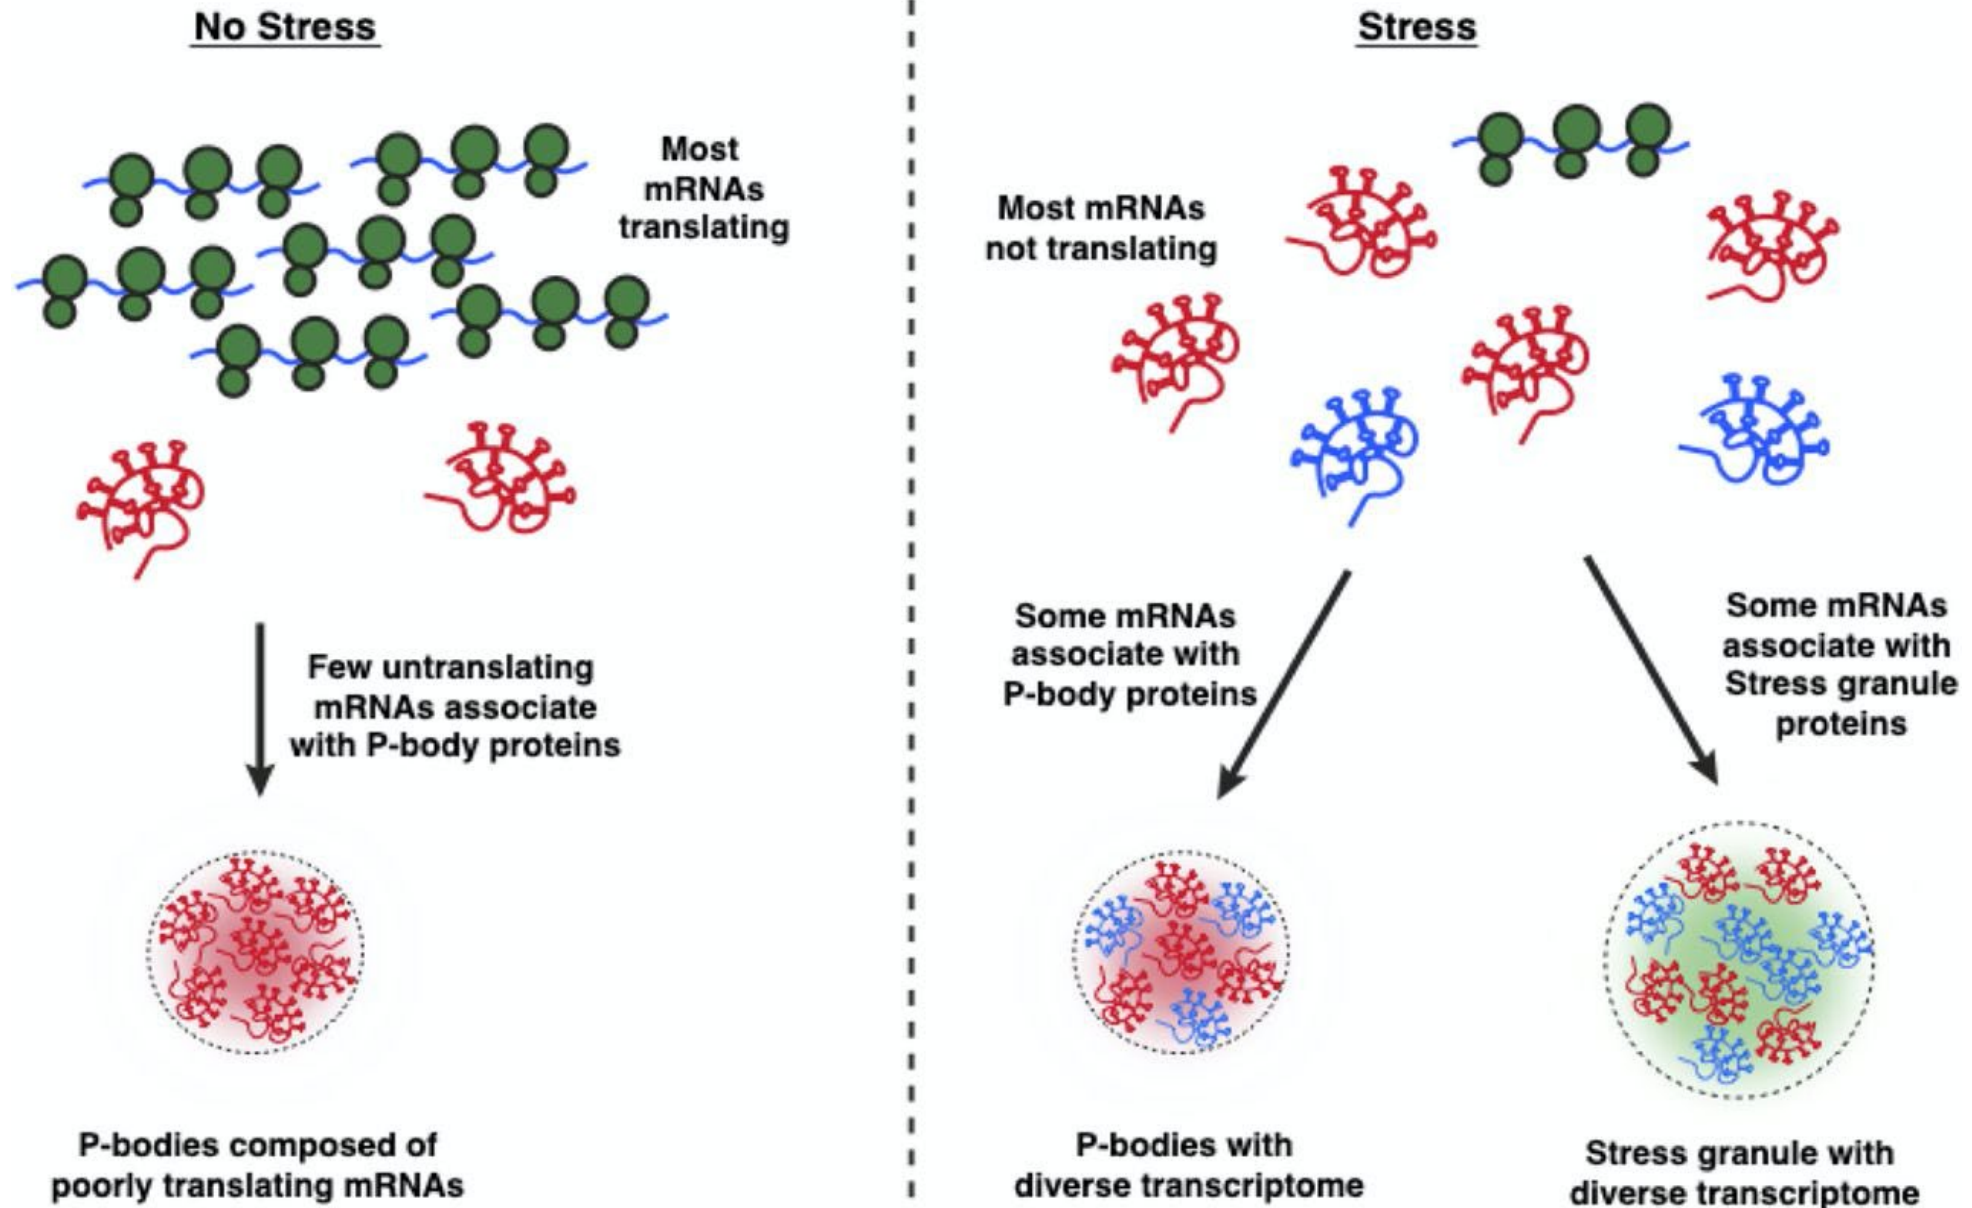 No Stress
Most
mRNAs
translating
Few untranslating
mRNAs associate
with P-body proteins
P-bodies composed of
poorly translating mRNAs
Stress
Most mRNAs
not translating
Some mRNAs
associate with
P-body proteins
Some mRNAs
associate with
Stress granule
proteins
P-bodies with
diverse transcriptome
Stress granule with
diverse transcriptome